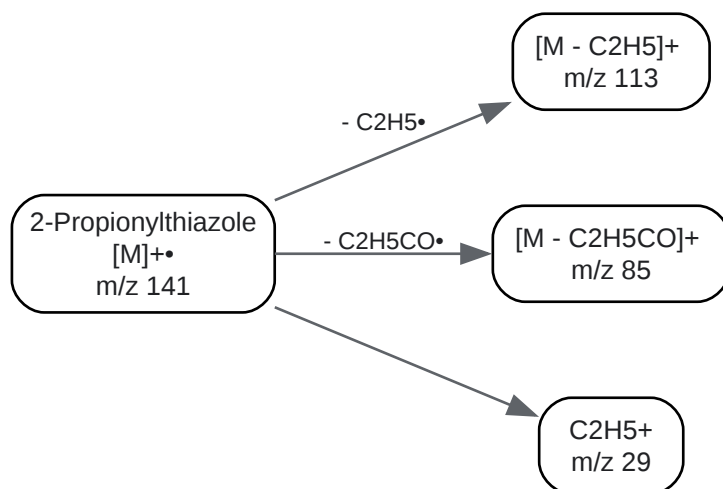 [M - C2H5]+
m/z 113
- C2H5•
2-Propionylthiazole
[M]+•
m/z 141
- C2H5CO•
[M - C2H5CO]+
m/z 85
C2H5+
m/z 29